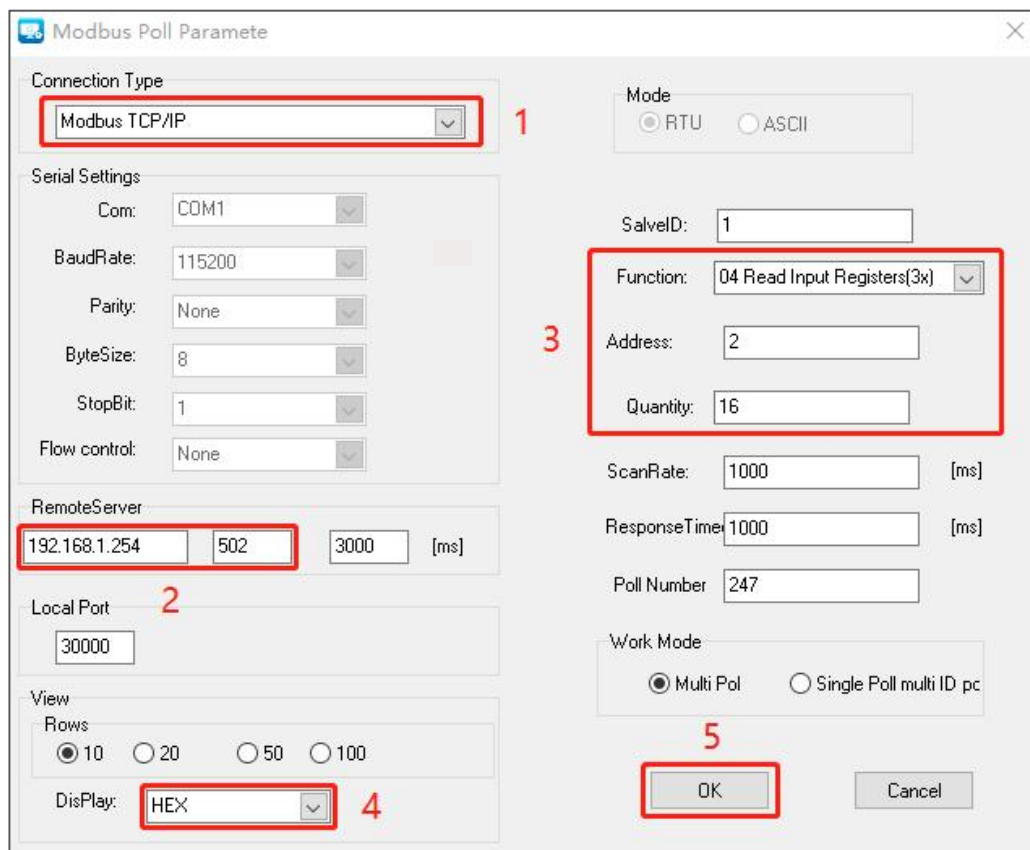 Modbus Poll Paramete
Connection Type
Modbus TCP/IP
1
Mode
RTU
ASCII
Serial Settings
Com:
COM1
BaudRate:
115200
Parity:
None
ByteSize:
8
StopBit:
1
Flow control:
None
SalveID:
1
Function:
04 Read Input Registers(3x)
3
Address:
2
Quantity:
16
ScanRate:
1000
[ms]
ResponseTime
1000
[ms]
Poll Number
247
RemoteServer
192.168.1.254
502
3000
[ms]
2
Local Port
30000
Work Mode
Multi Pol
Single Poll multi ID pc
View
Rows
10
20
50
100
DisPlay:
HEX
4
5
OK
Cancel